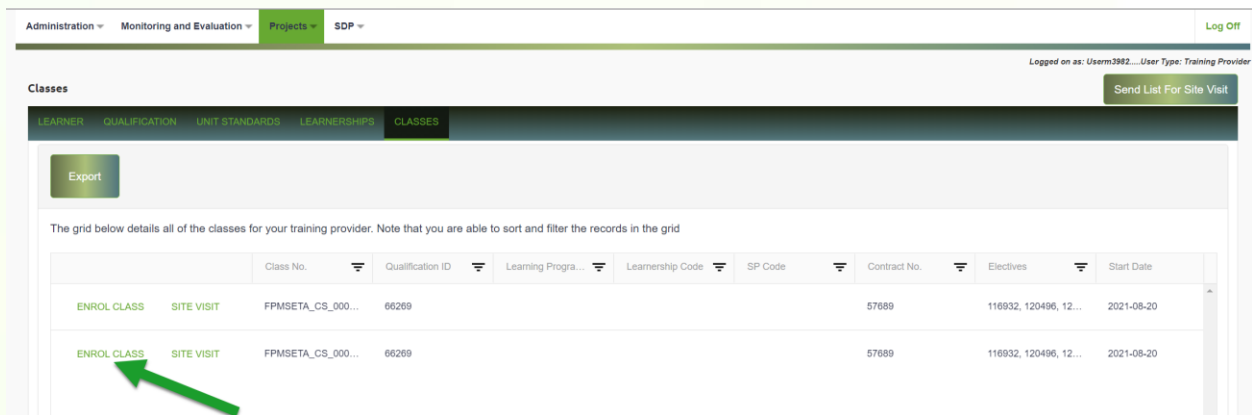 Administration Monitoring and Evaluation Projects SDP Log Off
Logged on as: Userm3982....User Type: Training Provider
Classes
Send List For Site Visit
LEARNER QUALIFICATION UNIT STANDARDS LEARNERSHIPS CLASSES
Export
The grid below details all of the classes for your training provider. Note that you are able to sort and filter the records in the grid
Class No. Qualification ID Learning Progra... Learnership Code SP Code Contract No. Electives Start Date
ENROL CLASS SITE VISIT FPMSETA_CS_000... 66269 57689 116932, 120496, 12... 2021-08-20
ENROL CLASS SITE VISIT FPMSETA_CS_000... 66269 57689 116932, 120496, 12... 2021-08-20